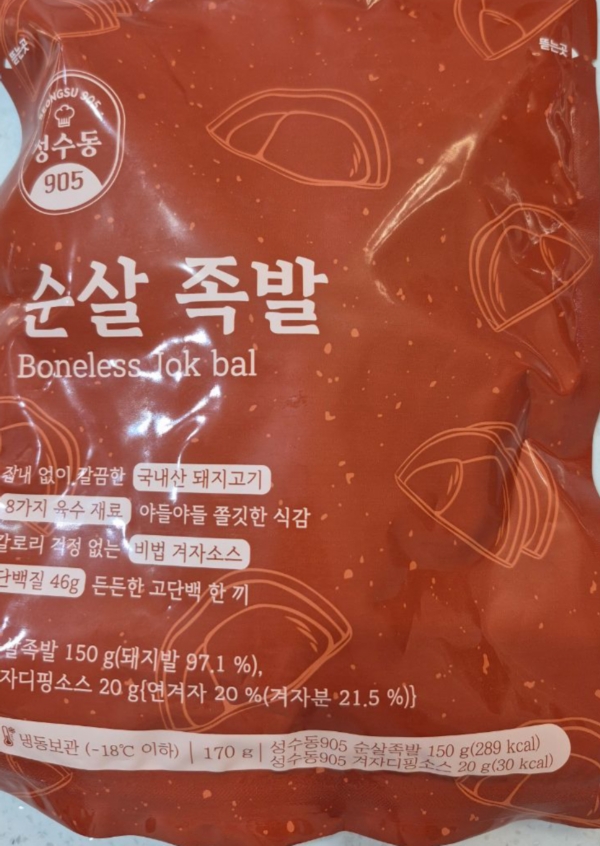 뜯는곳
뜯는곳
SEONGSU 905
성수동
905
순살 족발
Boneless Jok bal
잡내 없이 깔끔한 국내산 돼지고기
8가지 육수 재료 야들야들 쫄깃한 식감
칼로리 걱정 없는 비법 겨자소스
단백질 46g 든든한 고단백 한 끼
족발 150 g(돼지발 97.1 %),
자디핑소스 20 g{연겨자 20 %(겨자분 21.5 %)}
냉동보관 (-18℃ 이하) | 170 g | 성수동905 순살족발 150 g(289 kcal)
성수동905 겨자디핑소스 20 g(30 kcal)